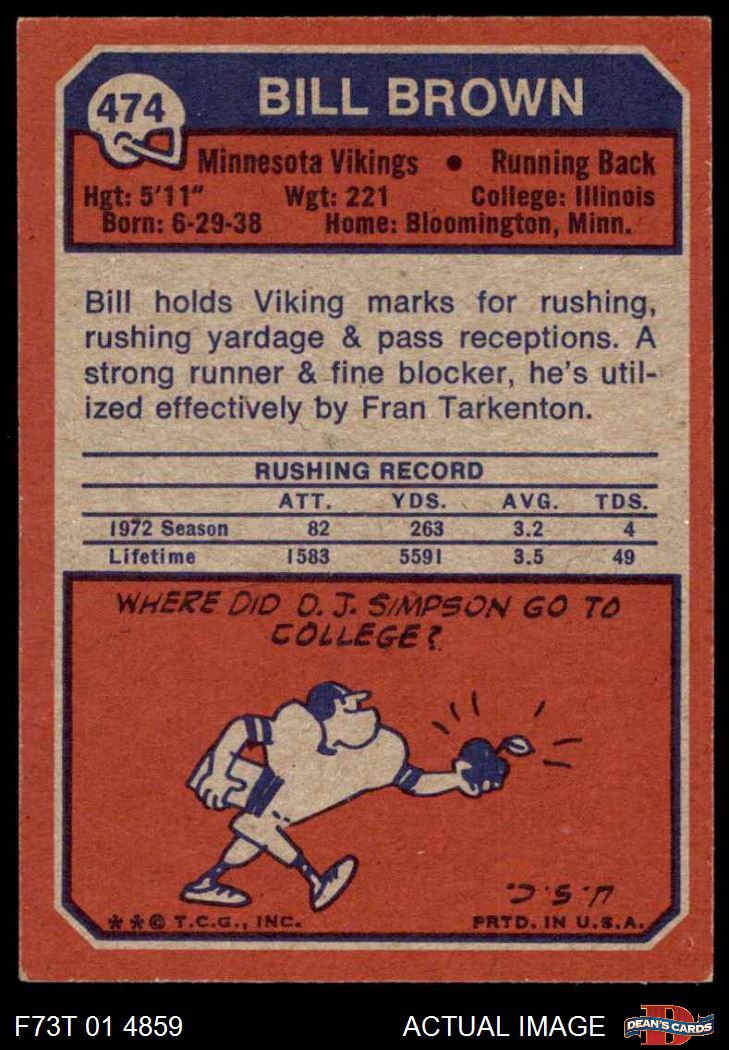 474
BILL BROWN
Minnesota Vikings • Running Back
Hgt: 5'11" Wgt: 221 College: Illinois
Born: 6-29-38 Home: Bloomington, Minn.
Bill holds Viking marks for rushing,
rushing yardage & pass receptions. A
strong runner & fine blocker, he's util-
ized effectively by Fran Tarkenton.
RUSHING RECORD
ATT. YDS. AVG. TDS.
1972 Season 82 263 3.2 4
Lifetime 1583 5591 3.5 49
WHERE DID O.J. SIMPSON GO TO
COLLEGE?
U.S.C.
**© T.C.G., INC. PRTD. IN U.S.A.
F73T 01 4859 ACTUAL IMAGE D DEAN'S CARDS